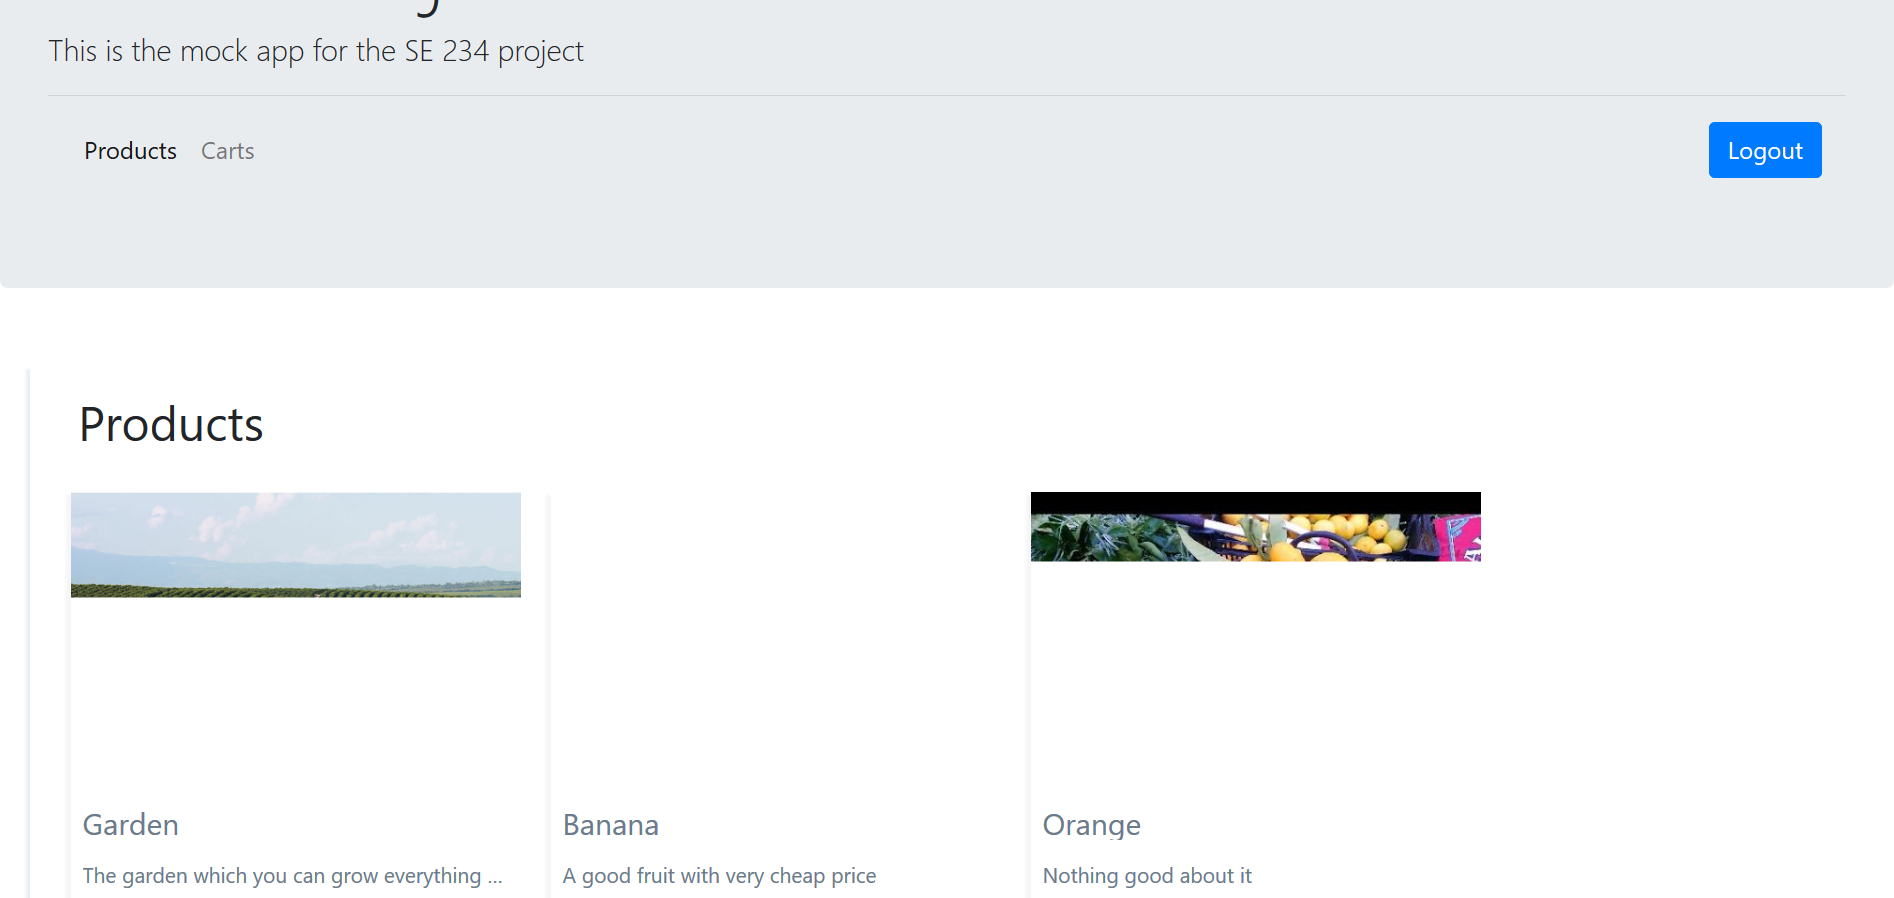 This is the mock app for the SE 234 project
Products Carts Logout
Products
Garden Banana Orange
The garden which you can grow everything ... A good fruit with very cheap price Nothing good about it